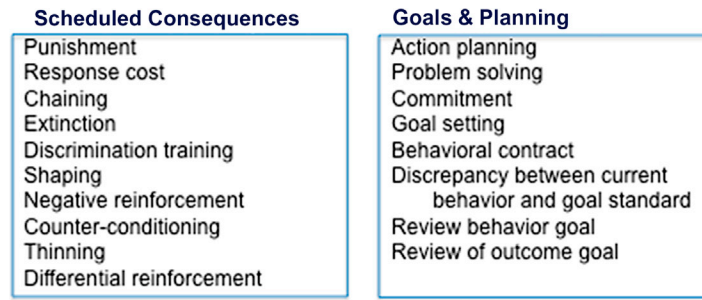 Scheduled Consequences
Punishment
Response cost
Chaining
Extinction
Discrimination training
Shaping
Negative reinforcement
Counter-conditioning
Thinning
Differential reinforcement
Goals & Planning
Action planning
Problem solving
Commitment
Goal setting
Behavioral contract
Discrepancy between current
behavior and goal standard
Review behavior goal
Review of outcome goal